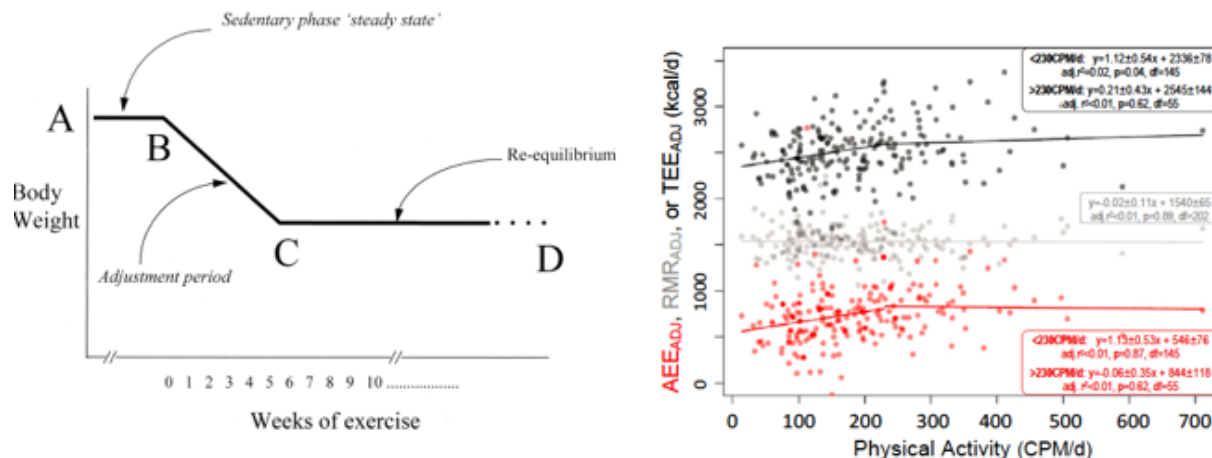 Sedentary phase 'steady state'
A
B
Re-equilibrium
Body
Weight
C
D
Adjustment period
0 1 2 3 4 5 6 7 8 9 10 ...................
Weeks of exercise
<230CPM/d: y=1.12±0.54x + 2336±78
adj.r²=0.02, p=0.04, df=145
>230CPM/d: y=0.21±0.43x + 2545±144
adj. r²<0.01, p=0.62, df=55
y=-0.02±0.11x + 1540±65
adj.r²<0.01, p=0.89, df=202
<230CPM/d: y=1.13±0.53x + 546±76
adj.r²<0.01, p=0.87, df=145
>230CPM/d: y=-0.06±0.35x + 844±118
adj. r²<0.01, p=0.62, df=55
AEE_ADJ, RMR_ADJ, or TEE_ADJ (kcal/d)
3000
2000
1000
0
0 100 200 300 400 500 600 700
Physical Activity (CPM/d)